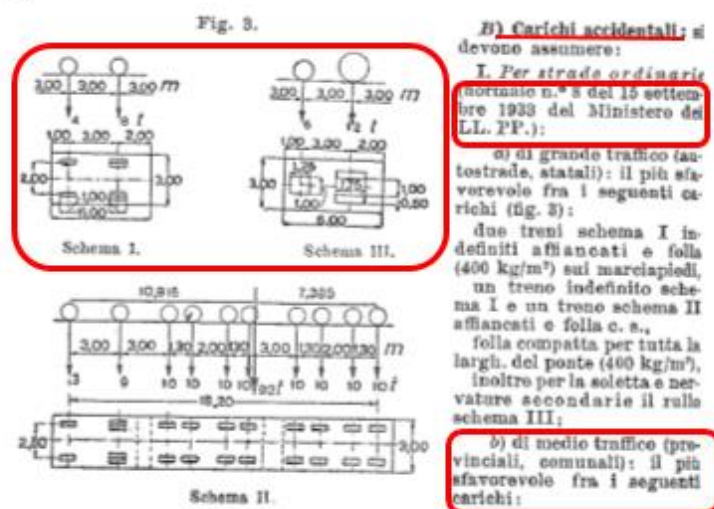 Fig. 3.
3,00 3,00 3,00 m
4 8 t
1,00 3,00 2,00
2,00 3,00
1,00
6,00
Schema I.
3,00 3,00 3,00 m
6 12 t
1,00 3,00 2,00
1,25
3,00 1,75 1,00
1,00 0,50
6,00
Schema III.
10,915 7,285
3,00 3,00 1,30 2,00 1,30 3,00 1,30 2,00 1,30 m
13 9 10 10 10 10 92t 10 10 10 10 t
18,20
3,00
Schema II.
B) Carichi accidentali: si
devono assumere:
I. Per strade ordinarie
(normale n.° 8 del 15 settem-
bre 1933 del Ministero dei
LL. PP.):
a) di grande traffico (au-
tostrade, statali): il più sfa-
vorevole fra i seguenti ca-
richi (fig. 3):
due treni schema I in-
definiti affiancati e folla
(400 kg/m²) sui marciapiedi,
un treno indefinito sche-
ma I e un treno schema II
affiancati e folla c. s.,
folla compatta per tutta la
largh. del ponte (400 kg/m²),
inoltre per la soletta e ner-
vature secondarie il rullo
schema III;
b) di medio traffico (pro-
vinciali, comunali): il più
sfavorevole fra i seguenti
carichi: